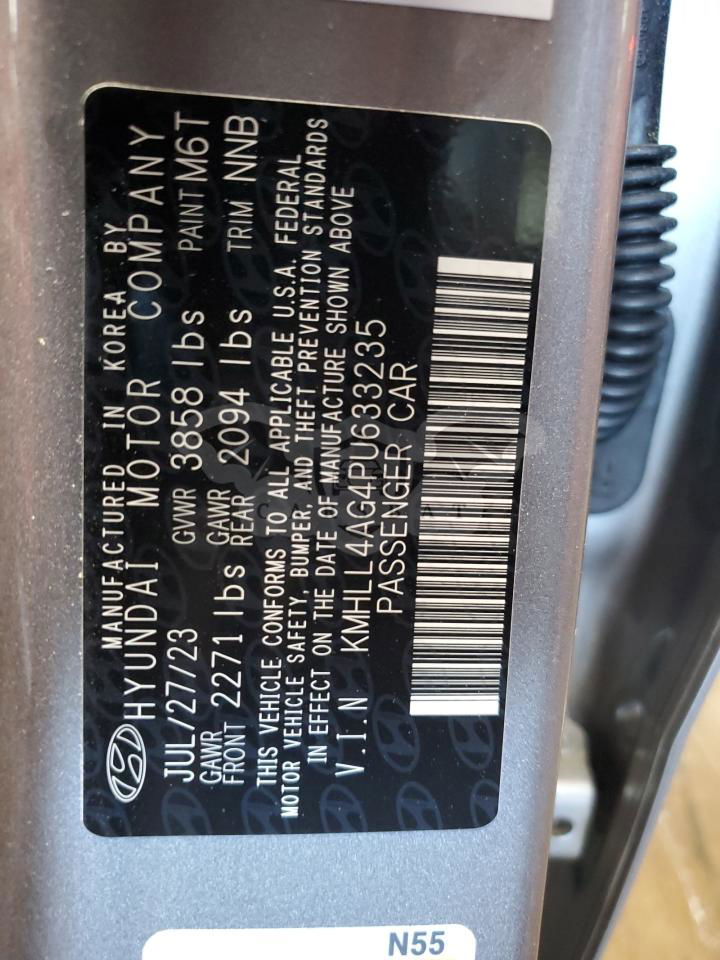 MANUFACTURED IN KOREA BY
HYUNDAI MOTOR COMPANY
JUL/27/23 GVWR 3858 lbs PAINT M6T
GAWR FRONT 2271 lbs GAWR REAR 2094 lbs TRIM NNB
THIS VEHICLE CONFORMS TO ALL APPLICABLE U.S.A. FEDERAL
MOTOR VEHICLE SAFETY, BUMPER, AND THEFT PREVENTION STANDARDS
IN EFFECT ON THE DATE OF MANUFACTURE SHOWN ABOVE
V.I.N KMHLL4AG4PU633235
PASSENGER CAR
N55